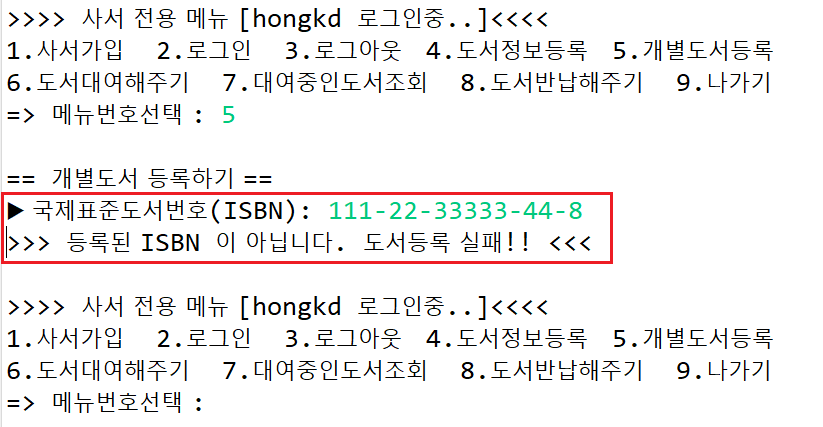 >>>> 사서 전용 메뉴 [hongkd 로그인중..]<<<<
1.사서가입  2.로그인  3.로그아웃  4.도서정보등록  5.개별도서등록
6.도서대여해주기  7.대여중인도서조회  8.도서반납해주기  9.나가기
=> 메뉴번호선택 : 5
== 개별도서 등록하기 ==
▶ 국제표준도서번호(ISBN): 111-22-33333-44-8
>>> 등록된 ISBN 이 아닙니다. 도서등록 실패!! <<<
>>>> 사서 전용 메뉴 [hongkd 로그인중..]<<<<
1.사서가입  2.로그인  3.로그아웃  4.도서정보등록  5.개별도서등록
6.도서대여해주기  7.대여중인도서조회  8.도서반납해주기  9.나가기
=> 메뉴번호선택 :